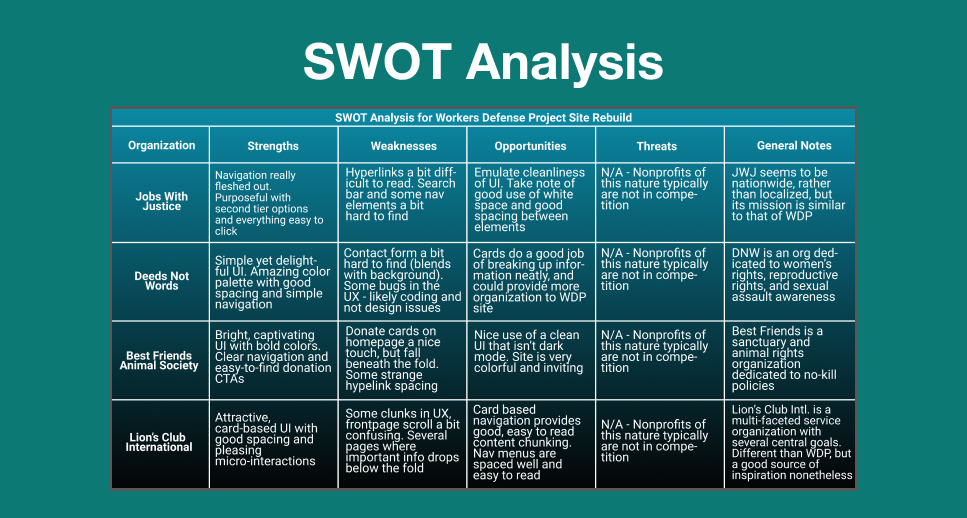 SWOT Analysis
SWOT Analysis for Workers Defense Project Site Rebuild
Organization
Strengths
Weaknesses
Opportunities
Threats
General Notes
Jobs With
Justice
Navigation really
fleshed out.
Purposeful with
second tier options
and everything easy to
click
Hyperlinks a bit diff-
icult to read. Search
bar and some nav
elements a bit
hard to find
Emulate cleanliness
of UI. Take note of
good use of white
space and good
spacing between
elements
N/A - Nonprofits of
this nature typically
are not in compe-
tition
JWJ seems to be
nationwide, rather
than localized, but
its mission is similar
to that of WDP
Deeds Not
Words
Simple yet delight-
ful UI. Amazing color
palette with good
spacing and simple
navigation
Contact form a bit
hard to find (blends
with background).
Some bugs in the
UX - likely coding and
not design issues
Cards do a good job
of breaking up infor-
mation neatly, and
could provide more
organization to WDP
site
N/A - Nonprofits of
this nature typically
are not in compe-
tition
DNW is an org ded-
icated to women's
rights, reproductive
rights, and sexual
assault awareness
Best Friends
Animal Society
Bright, captivating
UI with bold colors.
Clear navigation and
easy-to-find donation
CTAs
Donate cards on
homepage a nice
touch, but fall
beneath the fold.
Some strange
hypelink spacing
Nice use of a clean
UI that isn't dark
mode. Site is very
colorful and inviting
N/A - Nonprofits of
this nature typically
are not in compe-
tition
Best Friends is a
sanctuary and
animal rights
organization
dedicated to no-kill
policies
Lion's Club
International
Attractive,
card-based UI with
good spacing and
pleasing
micro-interactions
Some clunks in UX,
frontpage scroll a bit
confusing. Several
pages where
important info drops
below the fold
Card based
navigation provides
good, easy to read
content chunking.
Nav menus are
spaced well and
easy to read
N/A - Nonprofits of
this nature typically
are not in compe-
tition
Lion's Club Intl. is a
multi-faceted service
organization with
several central goals.
Different than WDP, but
a good source of
inspiration nonetheless